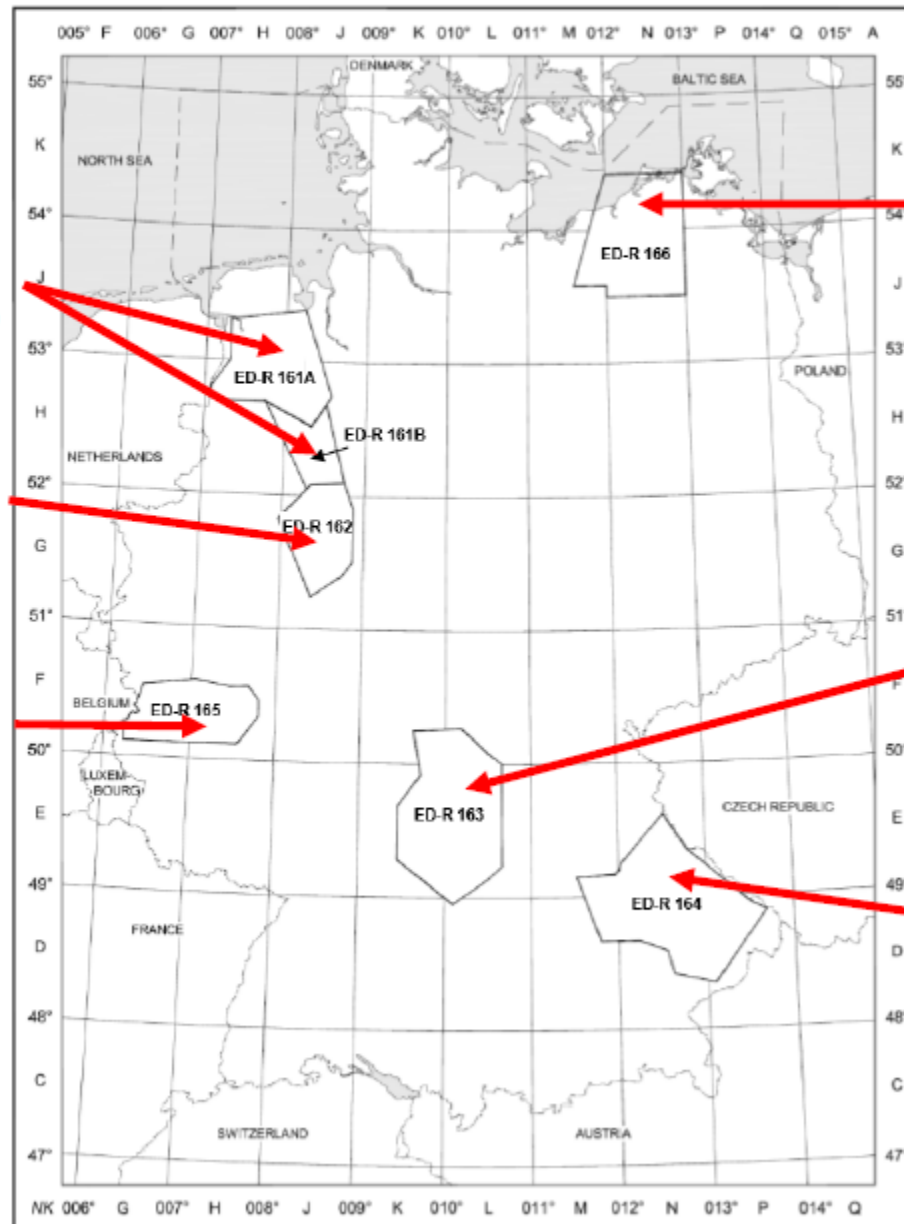 005° F 006° G 007° H 008° J 009° K 010° L 011° M 012° N 013° P 014° Q 015° A
DENMARK
55° BALTIC SEA 55°
K NORTH SEA K
54° 54°
ED-R 166
J J
53° 53°
ED-R 161A POLAND
H ED-R 161B H
NETHERLANDS
52° 52°
ED-R 162
G G
51° 51°
F F
BELGIUM ED-R 165
50° 50°
LUXEM-
BOURG
E ED-R 163 CZECH REPUBLIC E
49° 49°
ED-R 164
D FRANCE D
48° 48°
C C
SWITZERLAND AUSTRIA
47° 47°
NK 006° G 007° H 008° J 009° K 010° L 011° M 012° N 013° P 014° Q